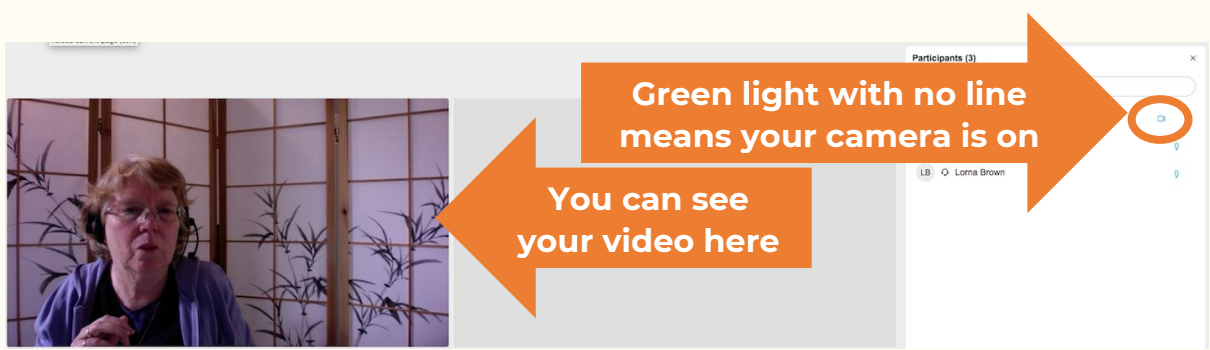 Participants (3)
×
Green light with no line
means your camera is on
You can see
your video here
LB Lorna Brown